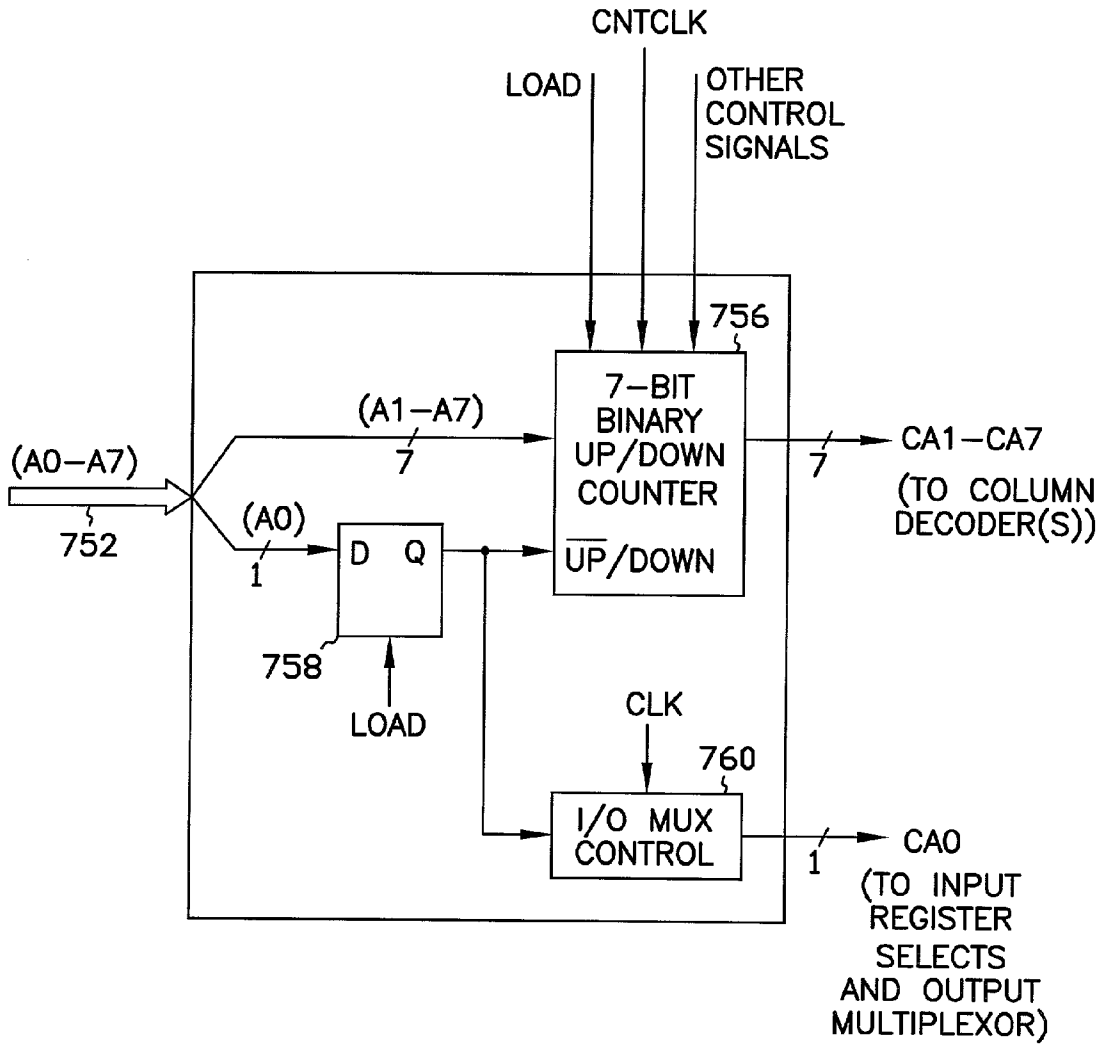 CNTCLK
LOAD
OTHER
CONTROL
SIGNALS
756
7-BIT
BINARY
UP/DOWN
COUNTER
U̅P̅/DOWN
(A1-A7)
7
(A0-A7)
752
(A0)
1
D Q
758
LOAD
7
CA1-CA7
(TO COLUMN
DECODER(S))
CLK
760
I/O MUX
CONTROL
1
CA0
(TO INPUT
REGISTER
SELECTS
AND OUTPUT
MULTIPLEXOR)